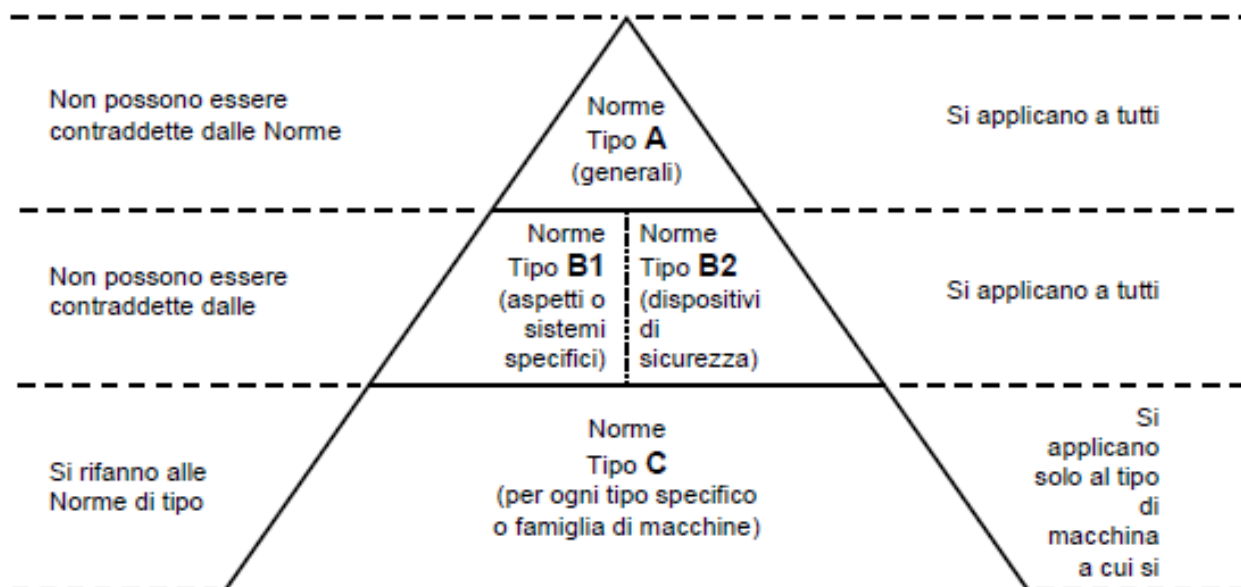 Non possono essere
contraddette dalle Norme
Norme
Tipo A
(generali)
Si applicano a tutti
Non possono essere
contraddette dalle
Norme
Tipo B1
(aspetti o
sistemi
specifici)
Norme
Tipo B2
(dispositivi
di
sicurezza)
Si applicano a tutti
Si rifanno alle
Norme di tipo
Norme
Tipo C
(per ogni tipo specifico
o famiglia di macchine)
Si
applicano
solo al tipo
di
macchina
a cui si